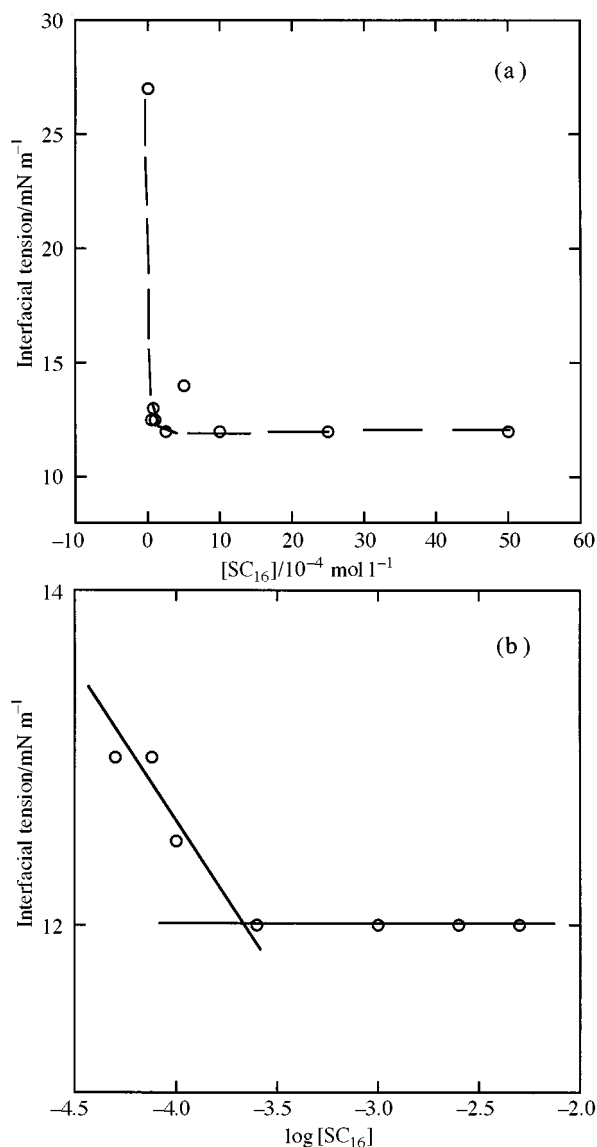 30
(a)
25
20
15
10
Interfacial tension/mN m⁻¹
−10 0 10 20 30 40 50 60
[SC₁₆]/10⁻⁴ mol l⁻¹
14
(b)
12
12
Interfacial tension/mN m⁻¹
−4.5 −4.0 −3.5 −3.0 −2.5 −2.0
log [SC₁₆]